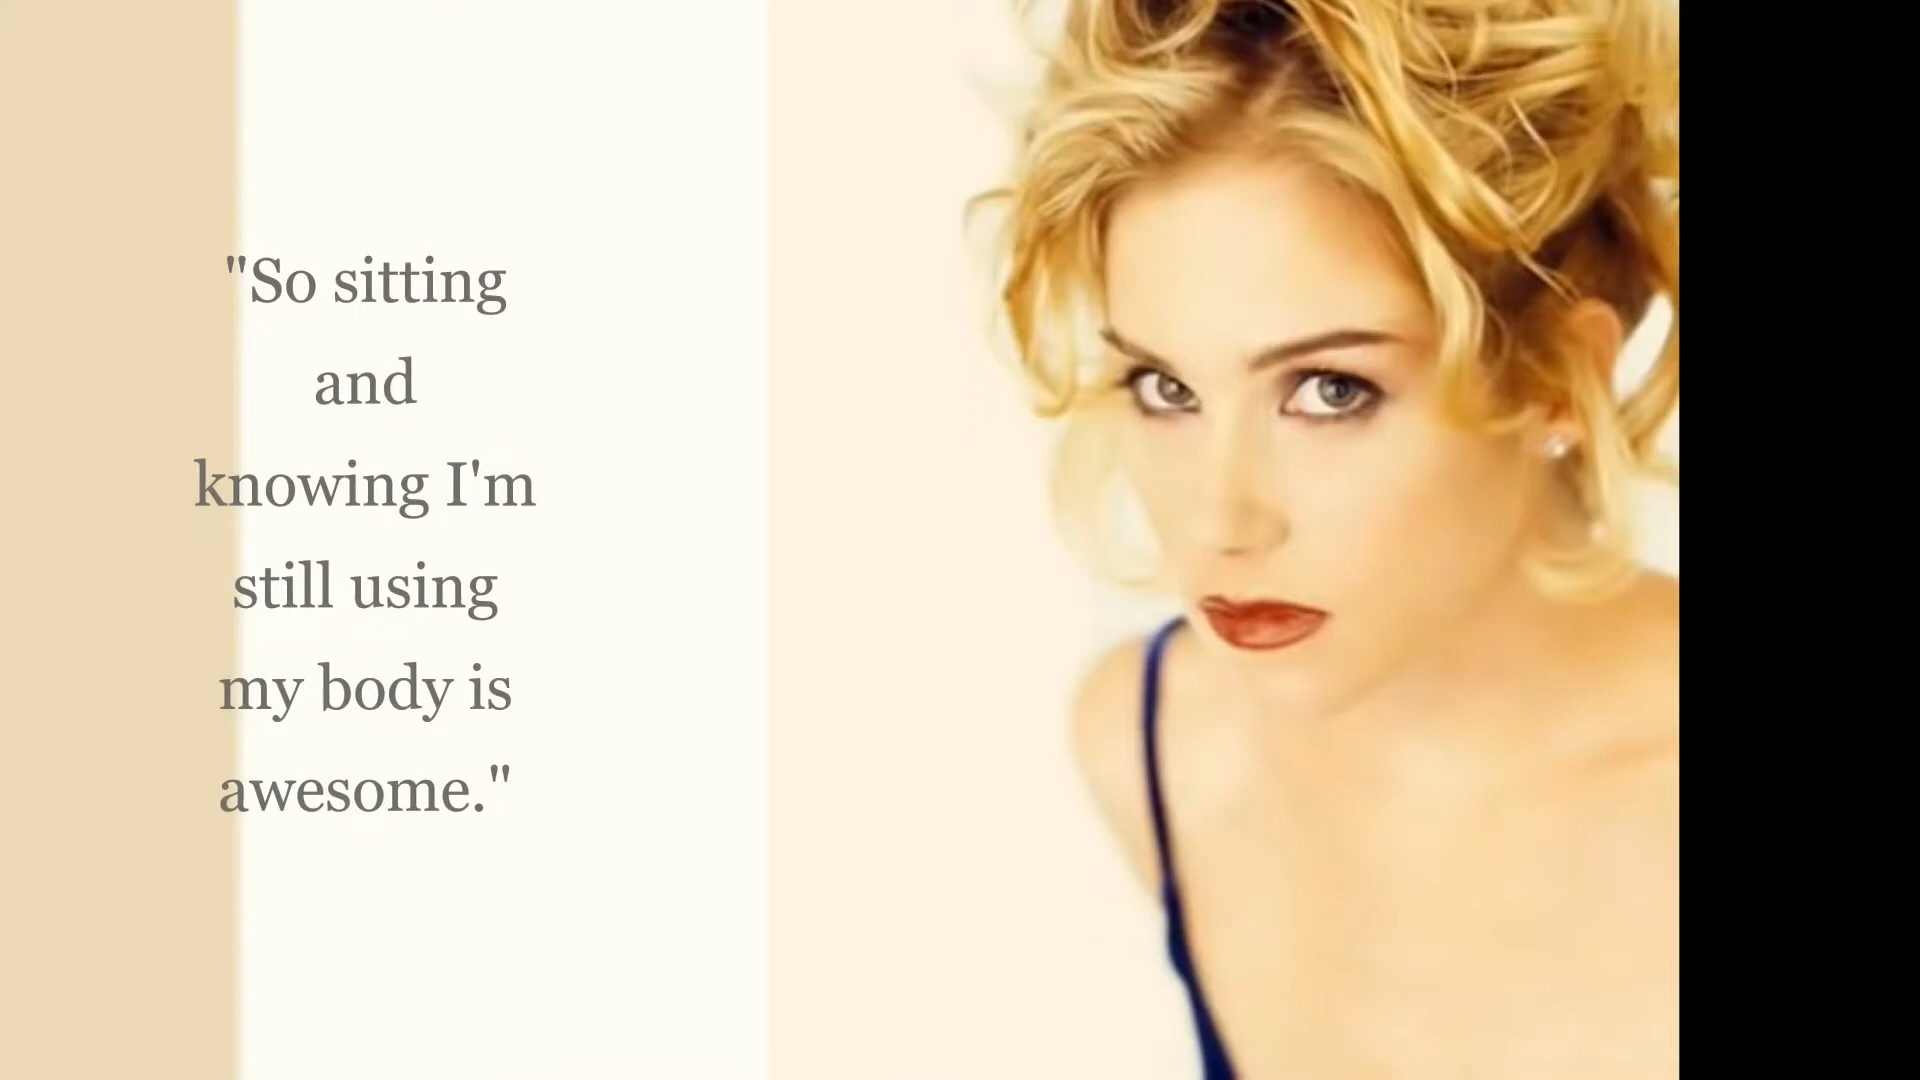 "So sitting
and
knowing I'm
still using
my body is
awesome."